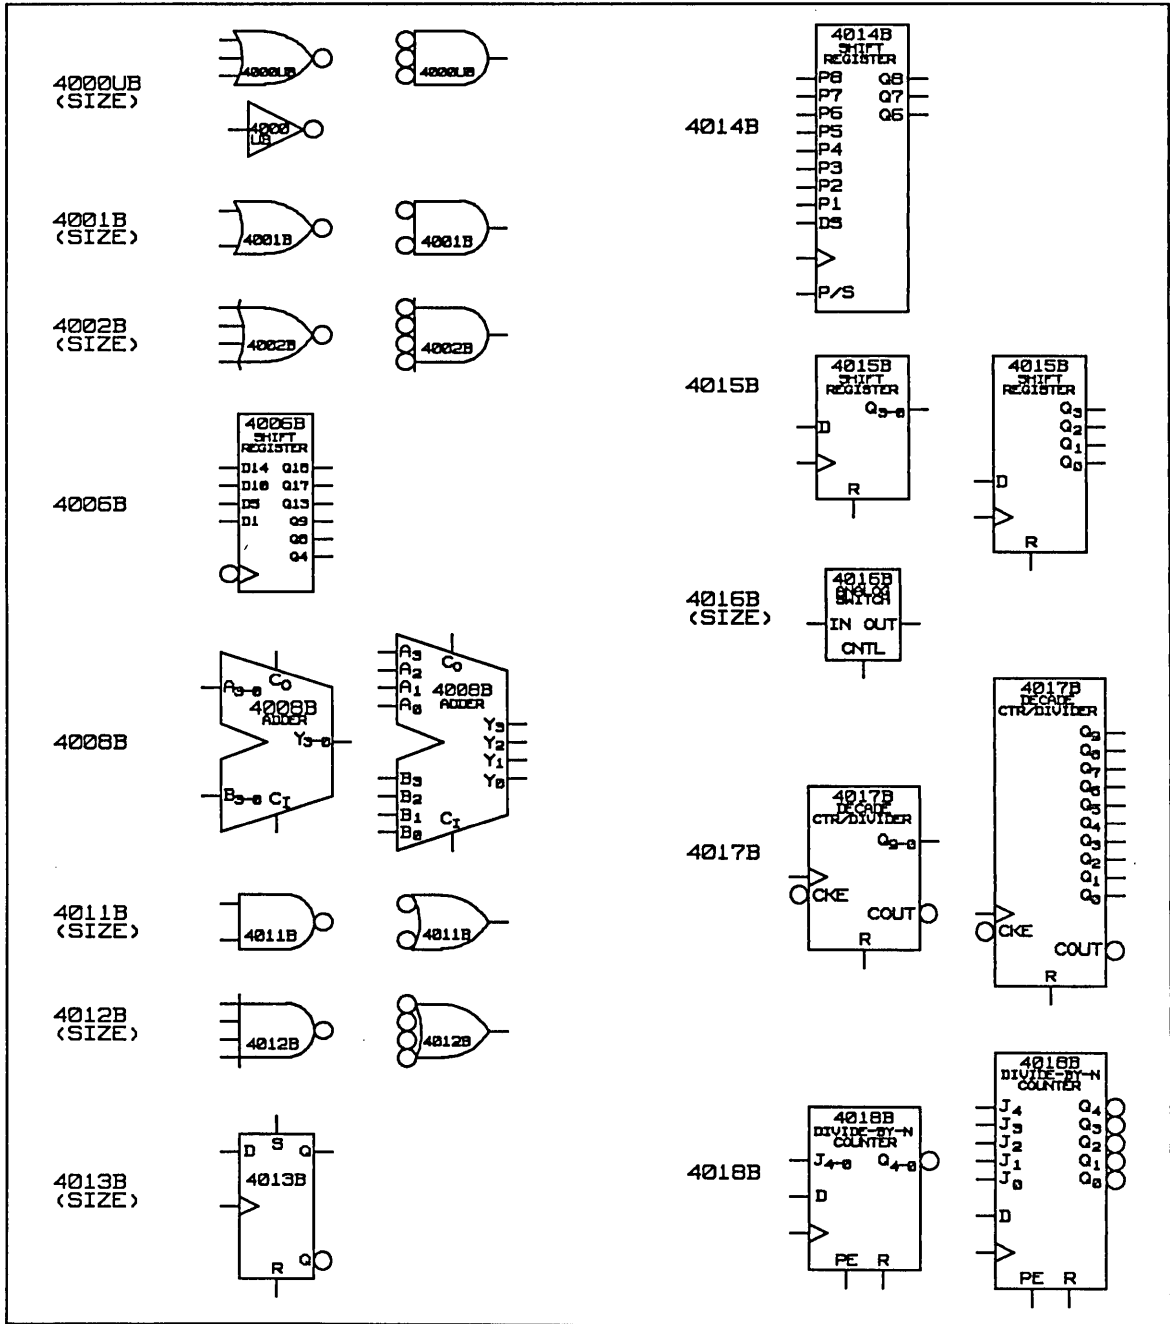 4000UB
(SIZE)
4000UB
4000UB
4000
UB
4001B
(SIZE)
4001B
4001B
4002B
(SIZE)
4002B
4002B
4006B
4006B
SHIFT
REGISTER
D14 Q18
D10 Q17
D5 Q13
D1 Q9
Q8
Q4
4008B
CO
A3-0
4008B
ADDER
Y3-0
B3-0
CI
CO
A3
A2
A1
A0
4008B
ADDER
Y3
Y2
Y1
Y0
B3
B2
B1
B0
CI
4011B
(SIZE)
4011B
4011B
4012B
(SIZE)
4012B
4012B
4013B
(SIZE)
S
D Q
4013B
Q
R
4014B
4014B
SHIFT
REGISTER
P8 Q8
P7 Q7
P6 Q6
P5
P4
P3
P2
P1
DS
P/S
4015B
4015B
SHIFT
REGISTER
Q3-0
D
R
4015B
SHIFT
REGISTER
Q3
Q2
Q1
Q0
D
R
4016B
(SIZE)
4016B
ANALOG
SWITCH
IN OUT
CNTL
4017B
4017B
DECADE
CTR/DIVIDER
Q9-0
CKE
COUT
R
4017B
DECADE
CTR/DIVIDER
Q9
Q8
Q7
Q6
Q5
Q4
Q3
Q2
Q1
Q0
CKE
COUT
R
4018B
4018B
DIVIDE-BY-N
COUNTER
J4-0 Q4-0
D
PE R
4018B
DIVIDE-BY-N
COUNTER
J4 Q4
J3 Q3
J2 Q2
J1 Q1
J0 Q0
D
PE R